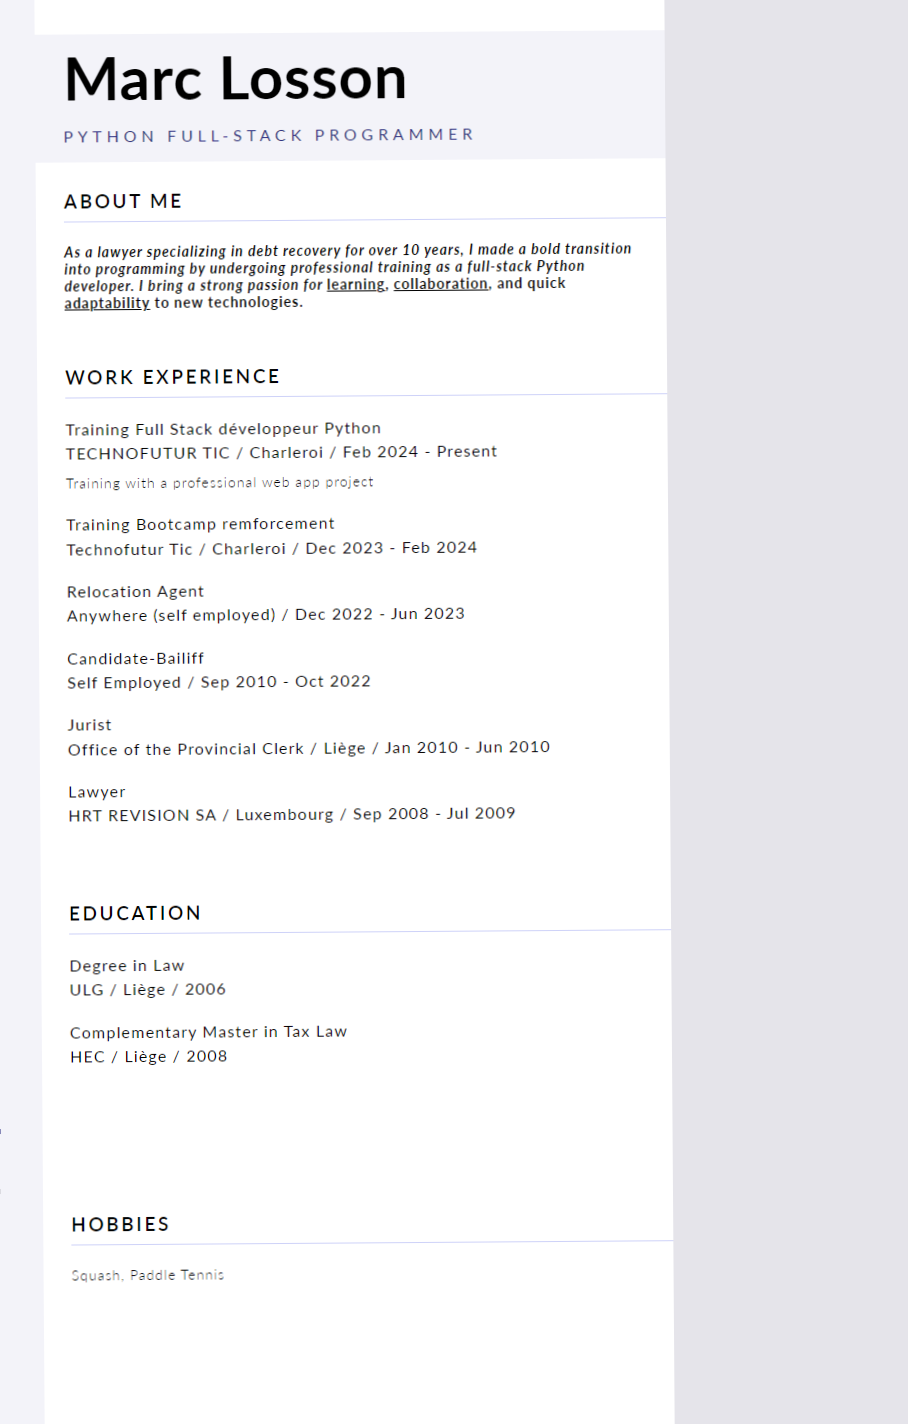 Marc Losson
PYTHON FULL-STACK PROGRAMMER
ABOUT ME
As a lawyer specializing in debt recovery for over 10 years, I made a bold transition
into programming by undergoing professional training as a full-stack Python
developer. I bring a strong passion for learning, collaboration, and quick
adaptability to new technologies.
WORK EXPERIENCE
Training Full Stack développeur Python
TECHNOFUTUR TIC / Charleroi / Feb 2024 - Present
Training with a professional web app project
Training Bootcamp remforcement
Technofutur Tic / Charleroi / Dec 2023 - Feb 2024
Relocation Agent
Anywhere (self employed) / Dec 2022 - Jun 2023
Candidate-Bailiff
Self Employed / Sep 2010 - Oct 2022
Jurist
Office of the Provincial Clerk / Liège / Jan 2010 - Jun 2010
Lawyer
HRT REVISION SA / Luxembourg / Sep 2008 - Jul 2009
EDUCATION
Degree in Law
ULG / Liège / 2006
Complementary Master in Tax Law
HEC / Liège / 2008
HOBBIES
Squash, Paddle Tennis